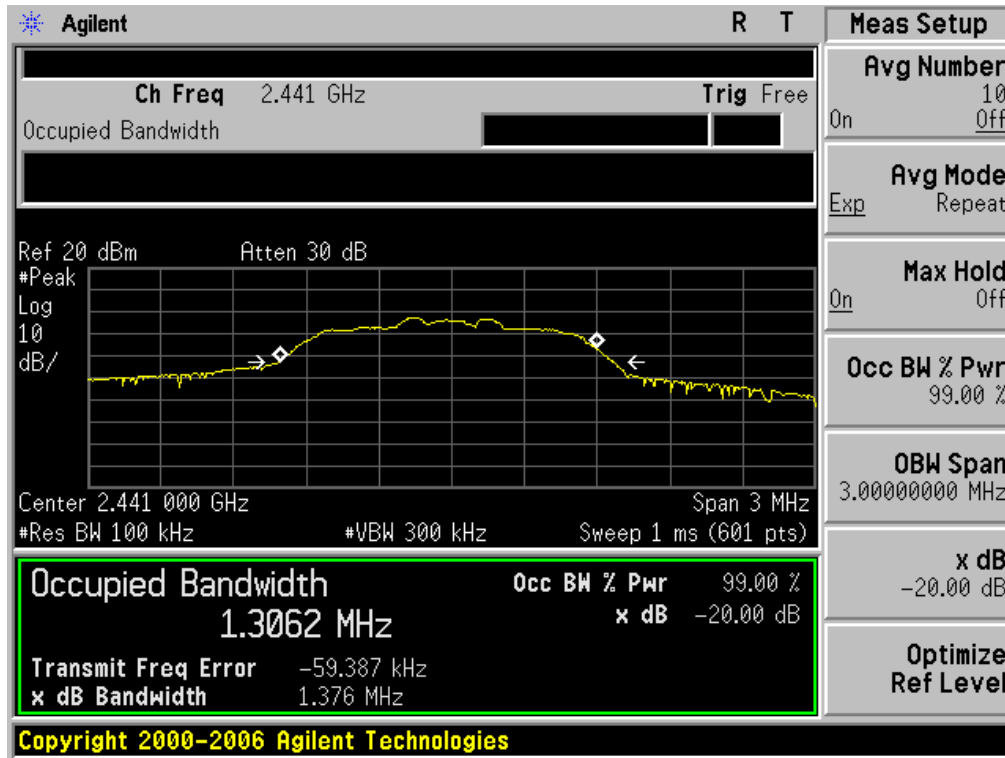 Agilent R T
Ch Freq 2.441 GHz Trig Free
Occupied Bandwidth
Ref 20 dBm Atten 30 dB
#Peak
Log
10
dB/
Center 2.441 000 GHz Span 3 MHz
#Res BW 100 kHz #VBW 300 kHz Sweep 1 ms (601 pts)
Occupied Bandwidth
1.3062 MHz
Occ BW % Pwr 99.00 %
x dB -20.00 dB
Transmit Freq Error -59.387 kHz
x dB Bandwidth 1.376 MHz
Copyright 2000-2006 Agilent Technologies
Meas Setup
Avg Number
10
On Off
Avg Mode
Exp Repeat
Max Hold
On Off
Occ BW % Pwr
99.00 %
OBW Span
3.00000000 MHz
x dB
-20.00 dB
Optimize
Ref Level